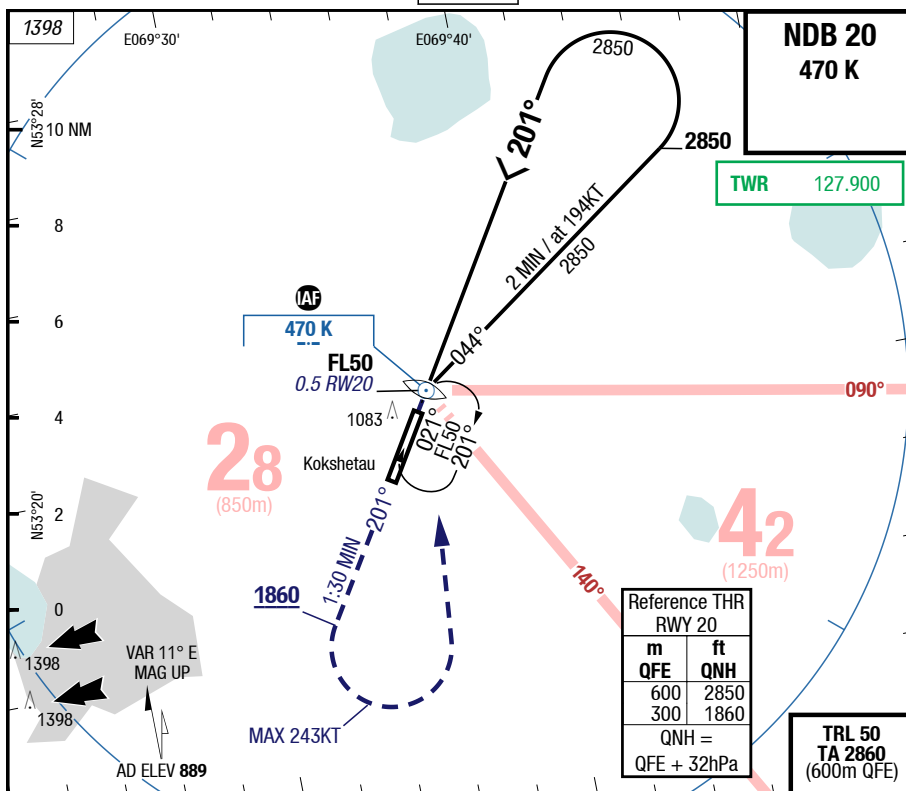 1398
E069°30'
E069°40'
NDB 20
470 K
N53°28'
10 NM
2850
201°
2850
TWR 127.900
8
2 MIN / at 194KT
2850
6
IAF
470 K
044°
FL50
0.5 RW20
090°
4
1083
021°
FL50
201°
28
(850m)
Kokshetau
N53°20'
2
201°
1:30 MIN
42
(1250m)
140°
1860
0
Reference THR
RWY 20
m ft
QFE QNH
600 2850
300 1860
QNH =
QFE + 32hPa
1398
VAR 11° E
MAG UP
1398
MAX 243KT
AD ELEV 889
TRL 50
TA 2860
(600m QFE)